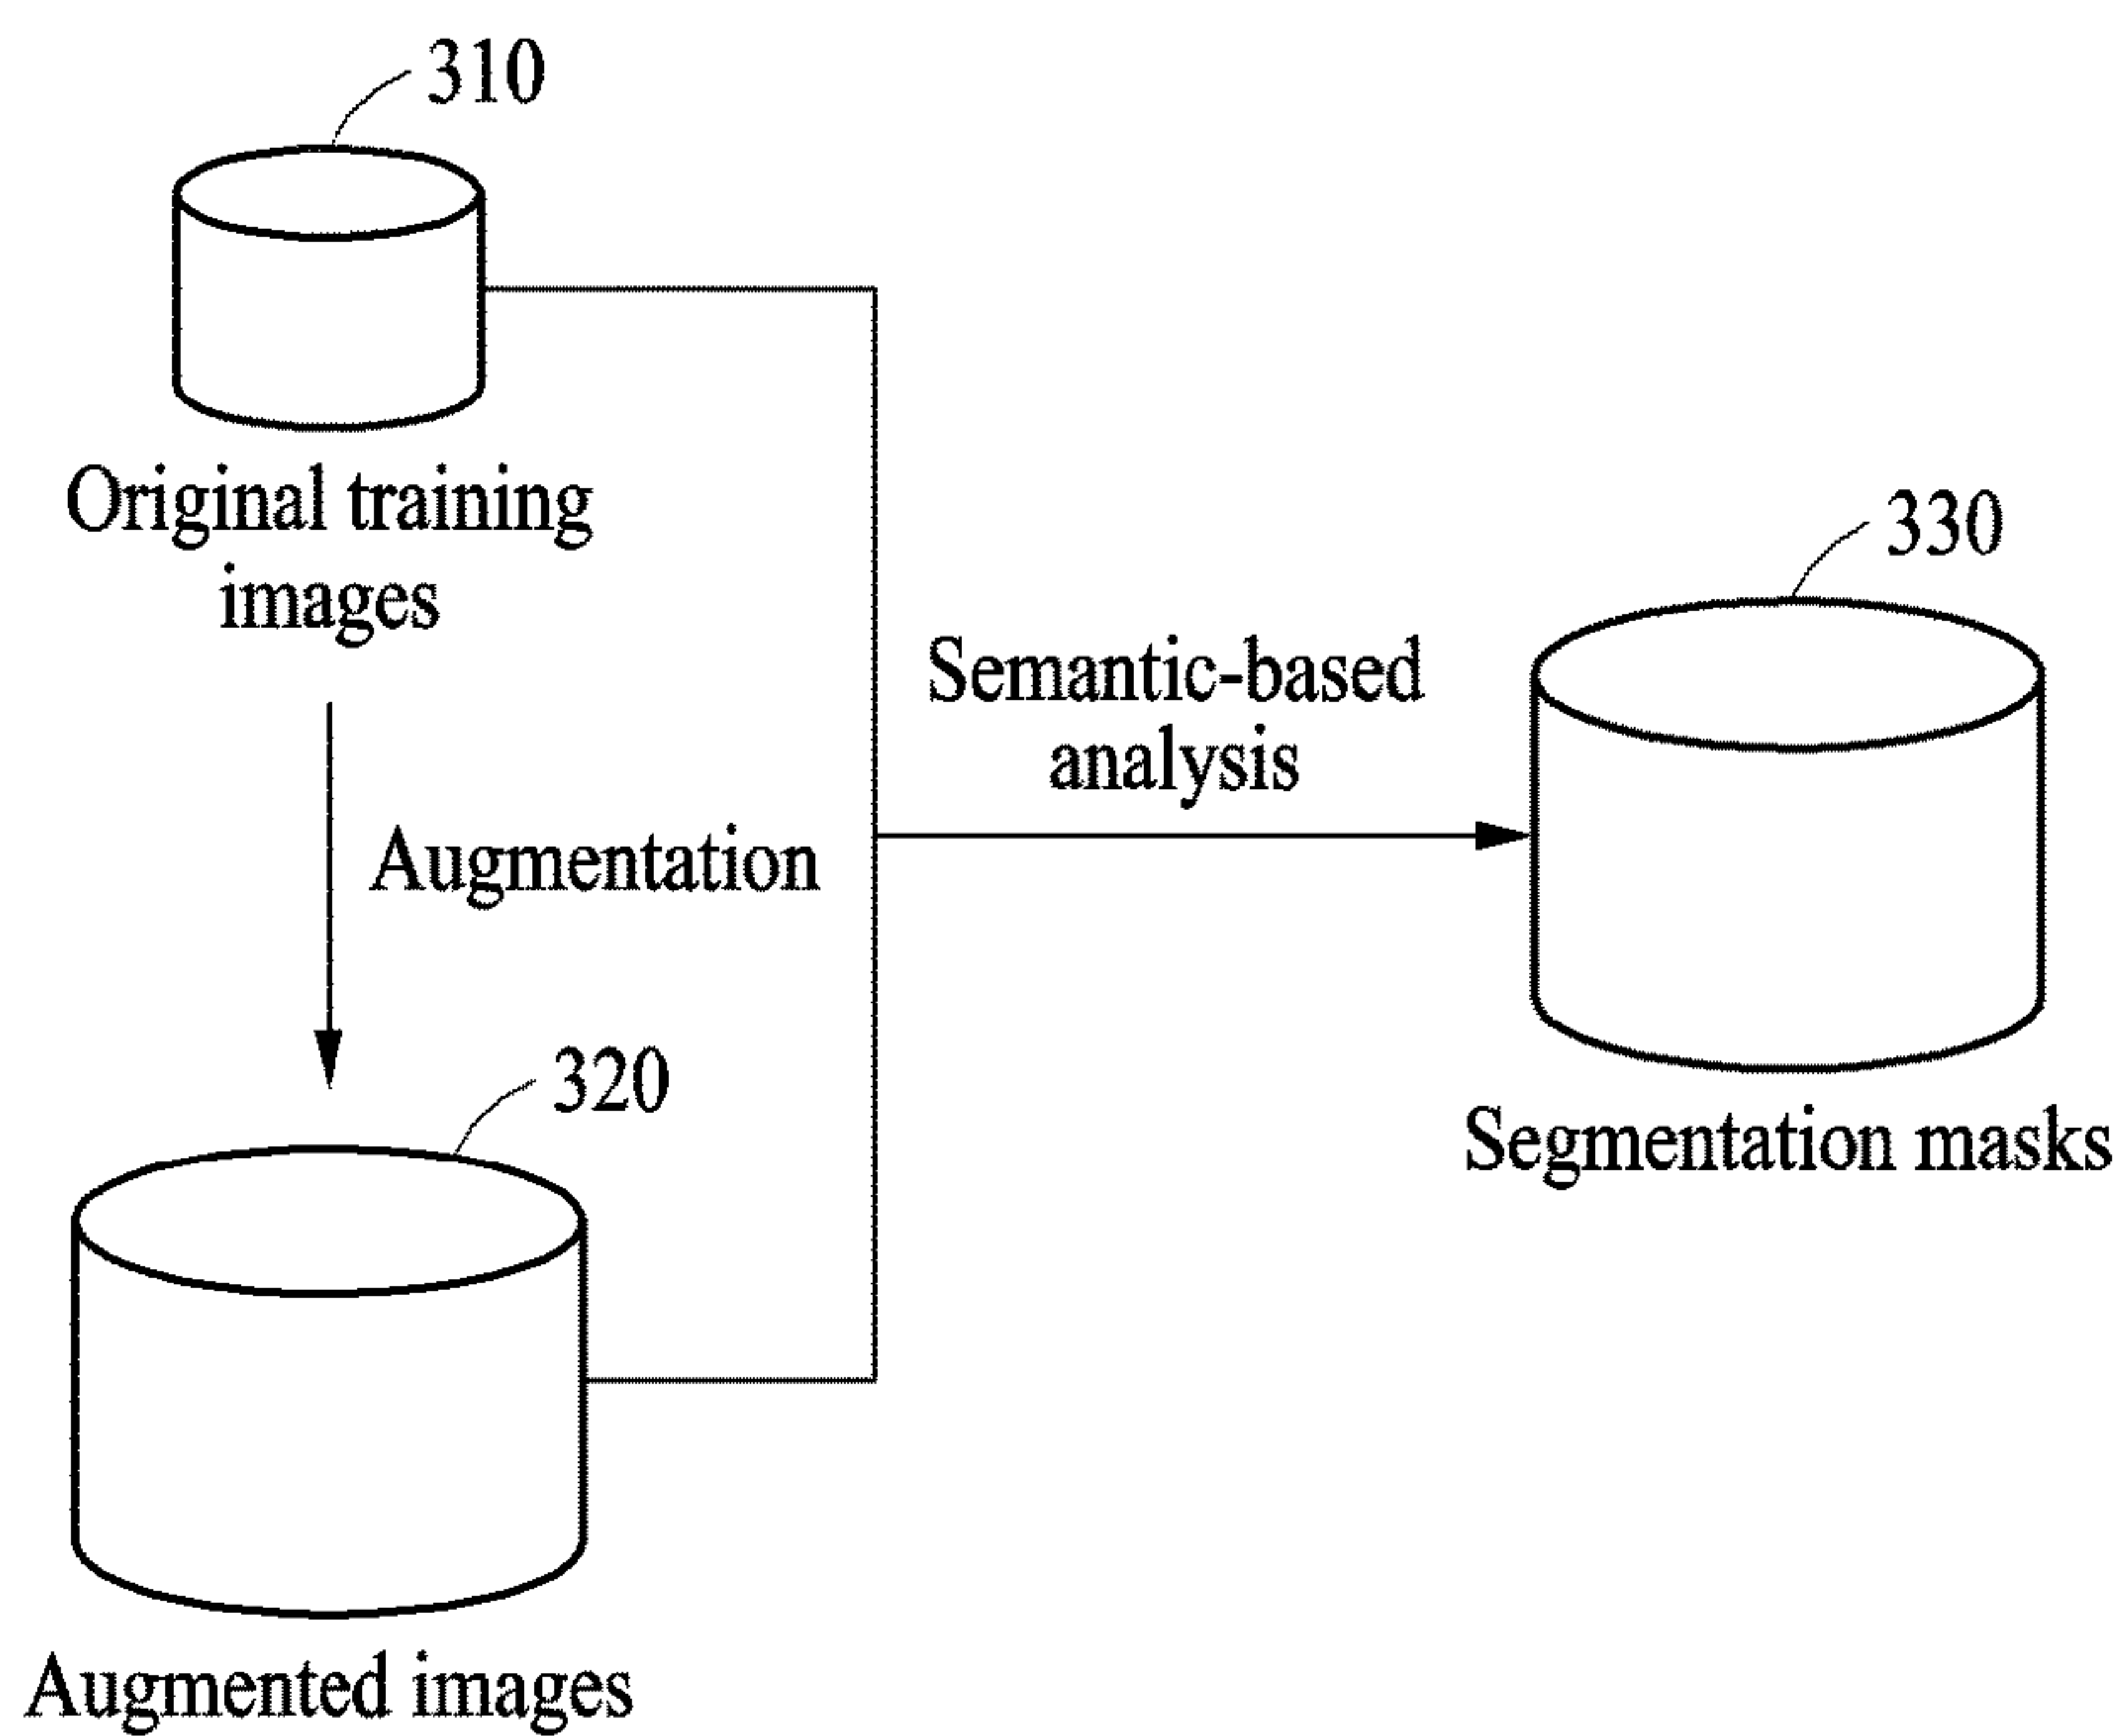 310
Original training
images
Augmentation
320
Augmented images
Semantic-based
analysis
330
Segmentation masks